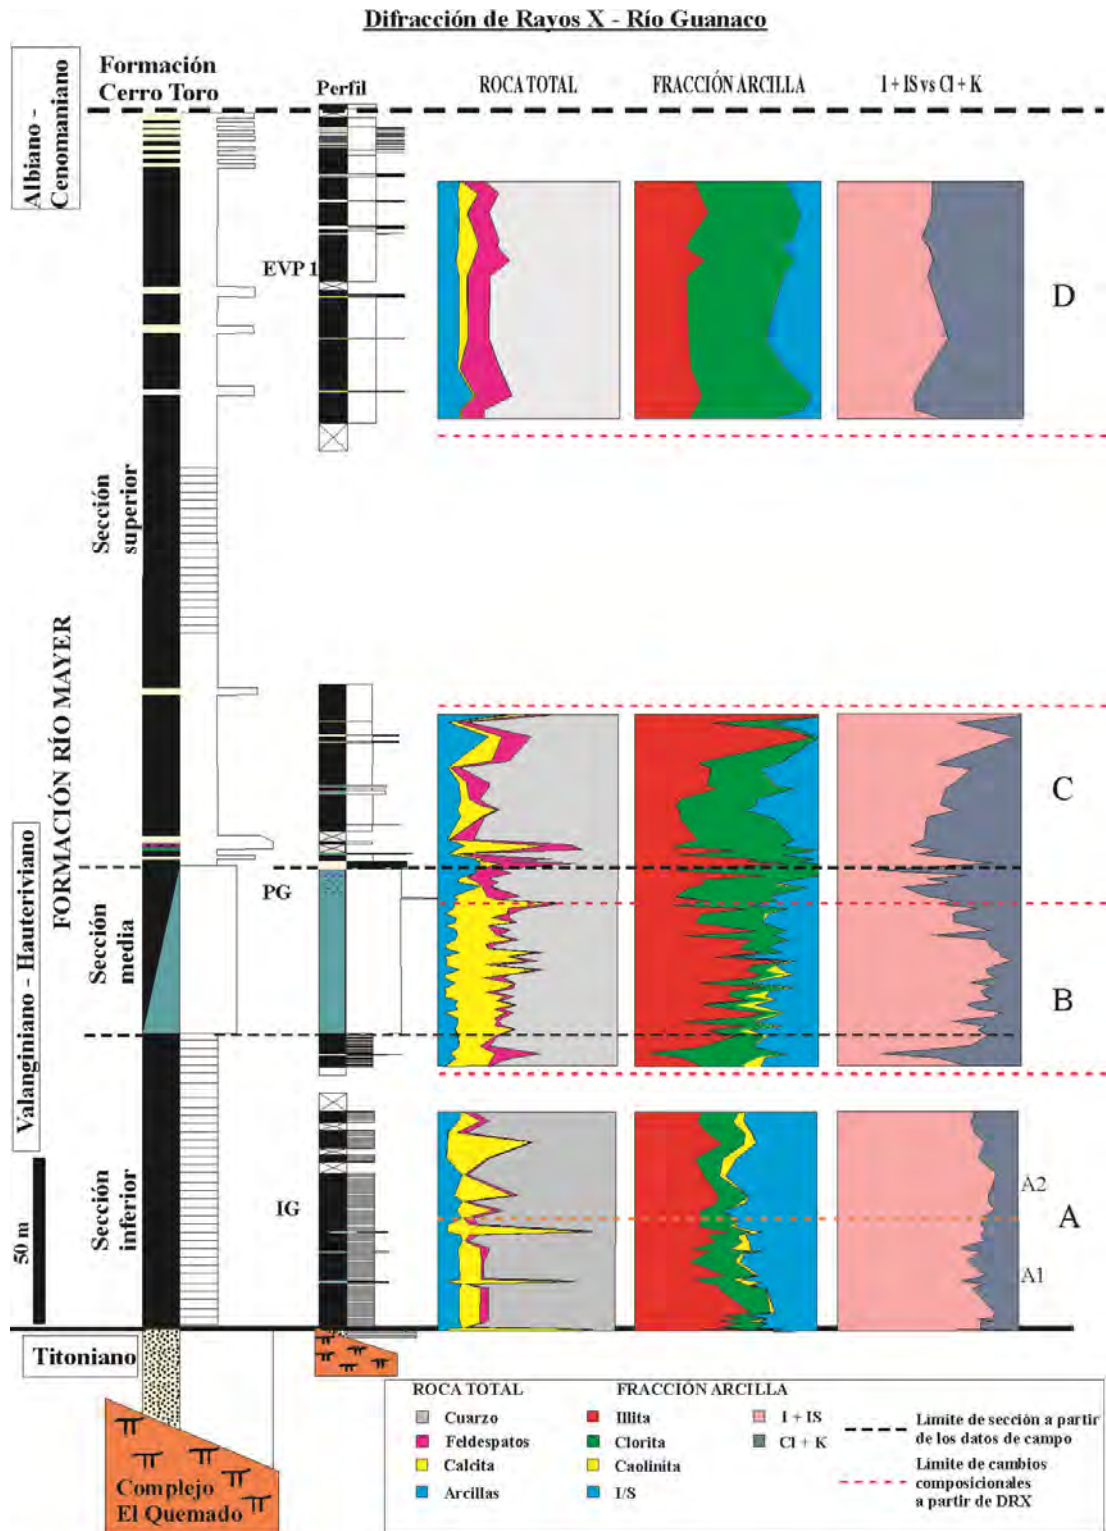 Difracción de Rayos X - Río Guanaco
Albiano -
Cenomaniano
Formación
Cerro Toro
Perfil
ROCA TOTAL
FRACCIÓN ARCILLA
I + IS vs Cl + K
EVP 1
D
Sección
superior
FORMACIÓN RÍO MAYER
C
Valanginiano - Hauteriviano
PG
Sección
media
B
Sección
inferior
IG
A2
A
A1
50 m
Titoniano
Complejo
El Quemado
ROCA TOTAL
FRACCIÓN ARCILLA
Cuarzo
Illita
I + IS
Feldespatos
Clorita
Cl + K
Calcita
Caolinita
Arcillas
I/S
Límite de sección a partir
de los datos de campo
Límite de cambios
composicionales
a partir de DRX